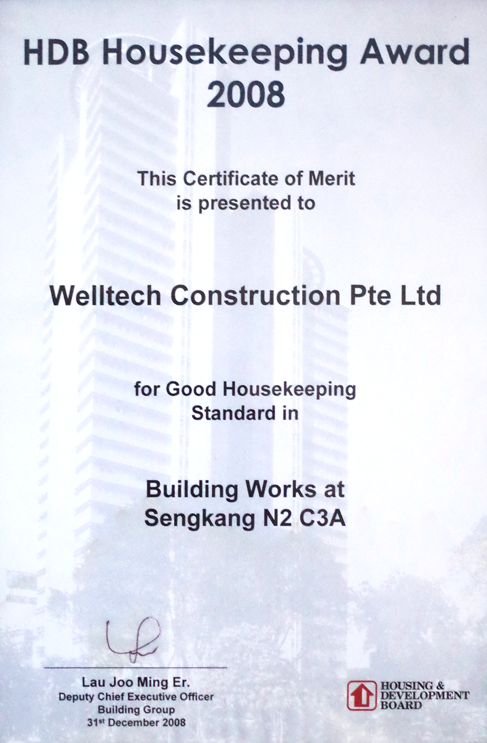 HDB Housekeeping Award
2008
This Certificate of Merit
is presented to
Welltech Construction Pte Ltd
for Good Housekeeping
Standard in
Building Works at
Sengkang N2 C3A
Lau Joo Ming Er.
Deputy Chief Executive Officer
Building Group
31st December 2008
HOUSING &
DEVELOPMENT
BOARD